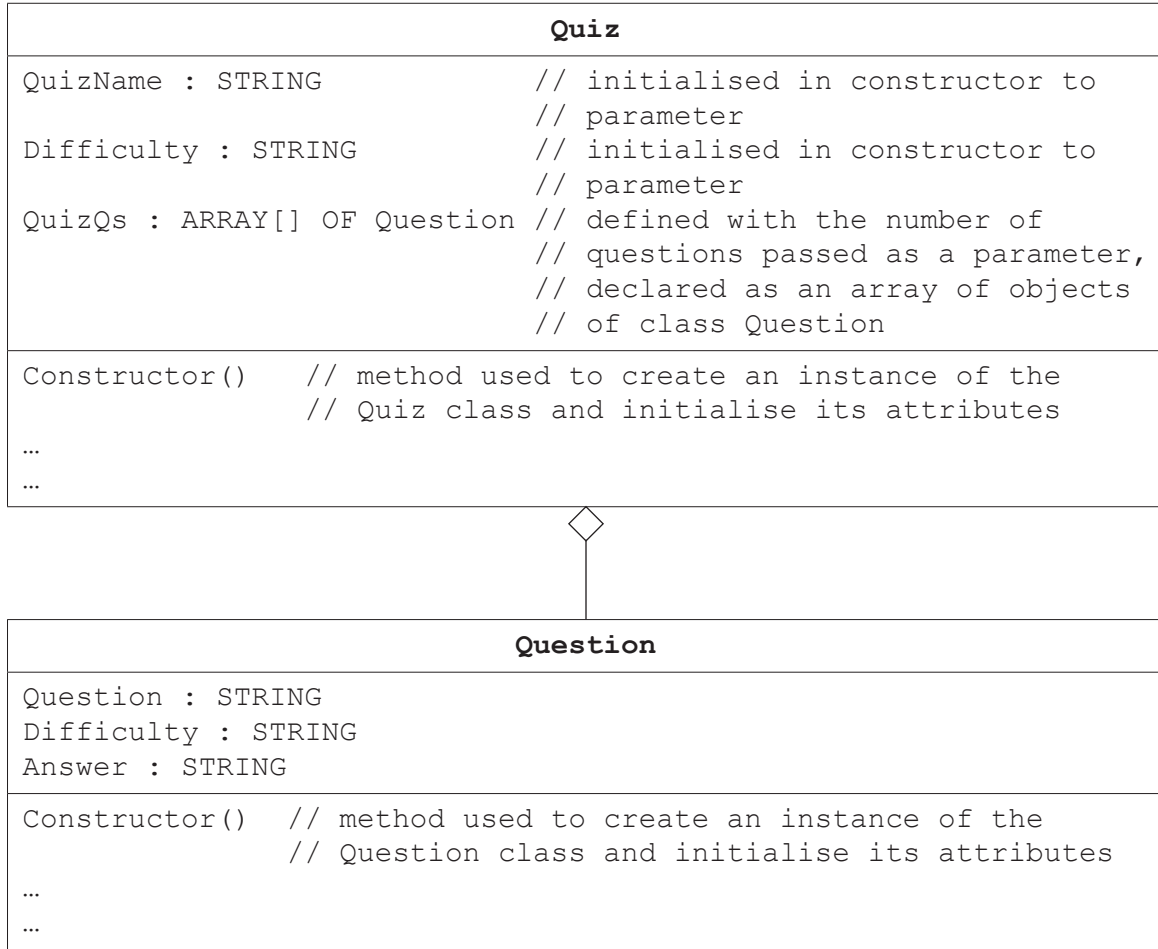 Quiz
QuizName : STRING // initialised in constructor to
// parameter
Difficulty : STRING // initialised in constructor to
// parameter
QuizQs : ARRAY[] OF Question // defined with the number of
// questions passed as a parameter,
// declared as an array of objects
// of class Question
Constructor() // method used to create an instance of the
// Quiz class and initialise its attributes
…
…
Question
Question : STRING
Difficulty : STRING
Answer : STRING
Constructor() // method used to create an instance of the
// Question class and initialise its attributes
…
…